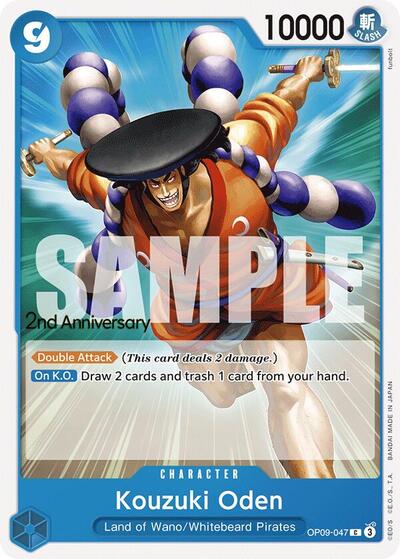 9
10000
斬
SLASH
funbolt
SAMPLE
2nd Anniversary
Double Attack (This card deals 2 damage.)
On K.O. Draw 2 cards and trash 1 card from your hand.
CHARACTER
Kouzuki Oden
Land of Wano/Whitebeard Pirates
OP09-047 C 3
©E.O/S ©E.O./S., T.A. BANDAI MADE IN JAPAN